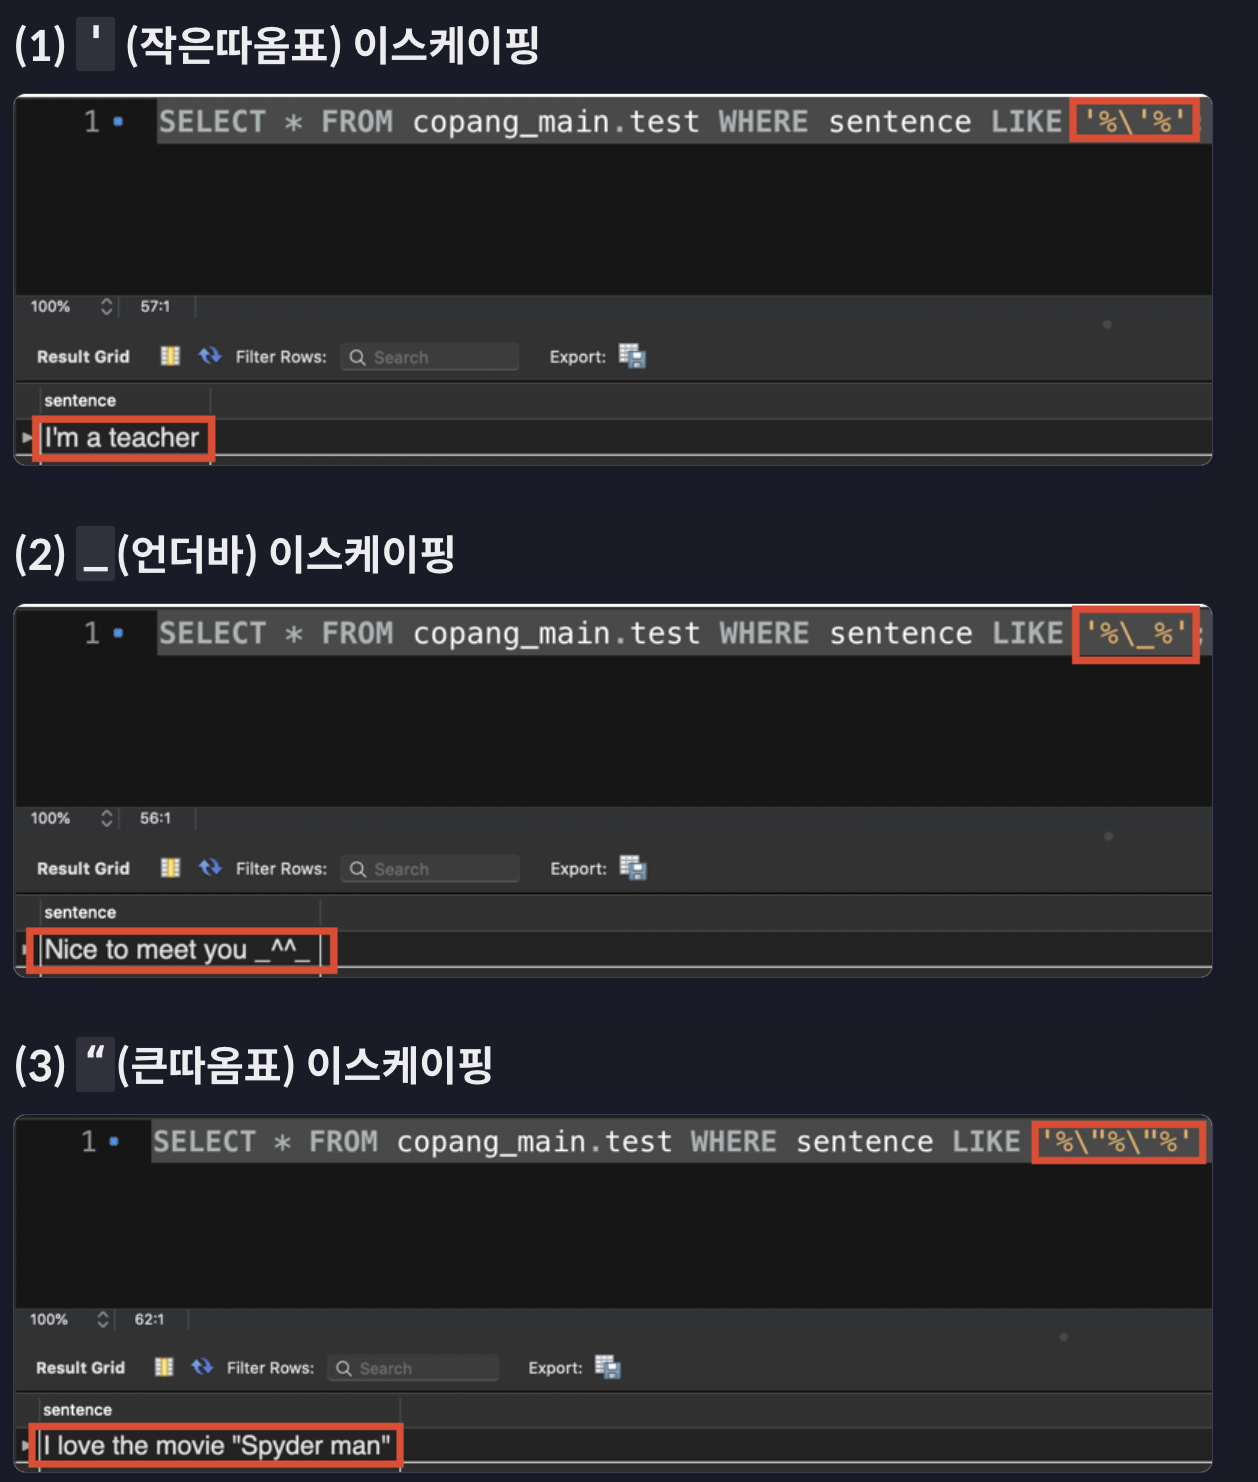 (1) ' (작은따옴표) 이스케이핑
1 SELECT * FROM copang_main.test WHERE sentence LIKE '%\'%';
100% 57:1
Result Grid Filter Rows: Search Export:
sentence
I'm a teacher
(2) _(언더바) 이스케이핑
1 SELECT * FROM copang_main.test WHERE sentence LIKE '%\_%';
100% 56:1
Result Grid Filter Rows: Search Export:
sentence
Nice to meet you _^^_
(3) “(큰따옴표) 이스케이핑
1 SELECT * FROM copang_main.test WHERE sentence LIKE '%\"%\"%'
100% 62:1
Result Grid Filter Rows: Search Export:
sentence
I love the movie "Spyder man"